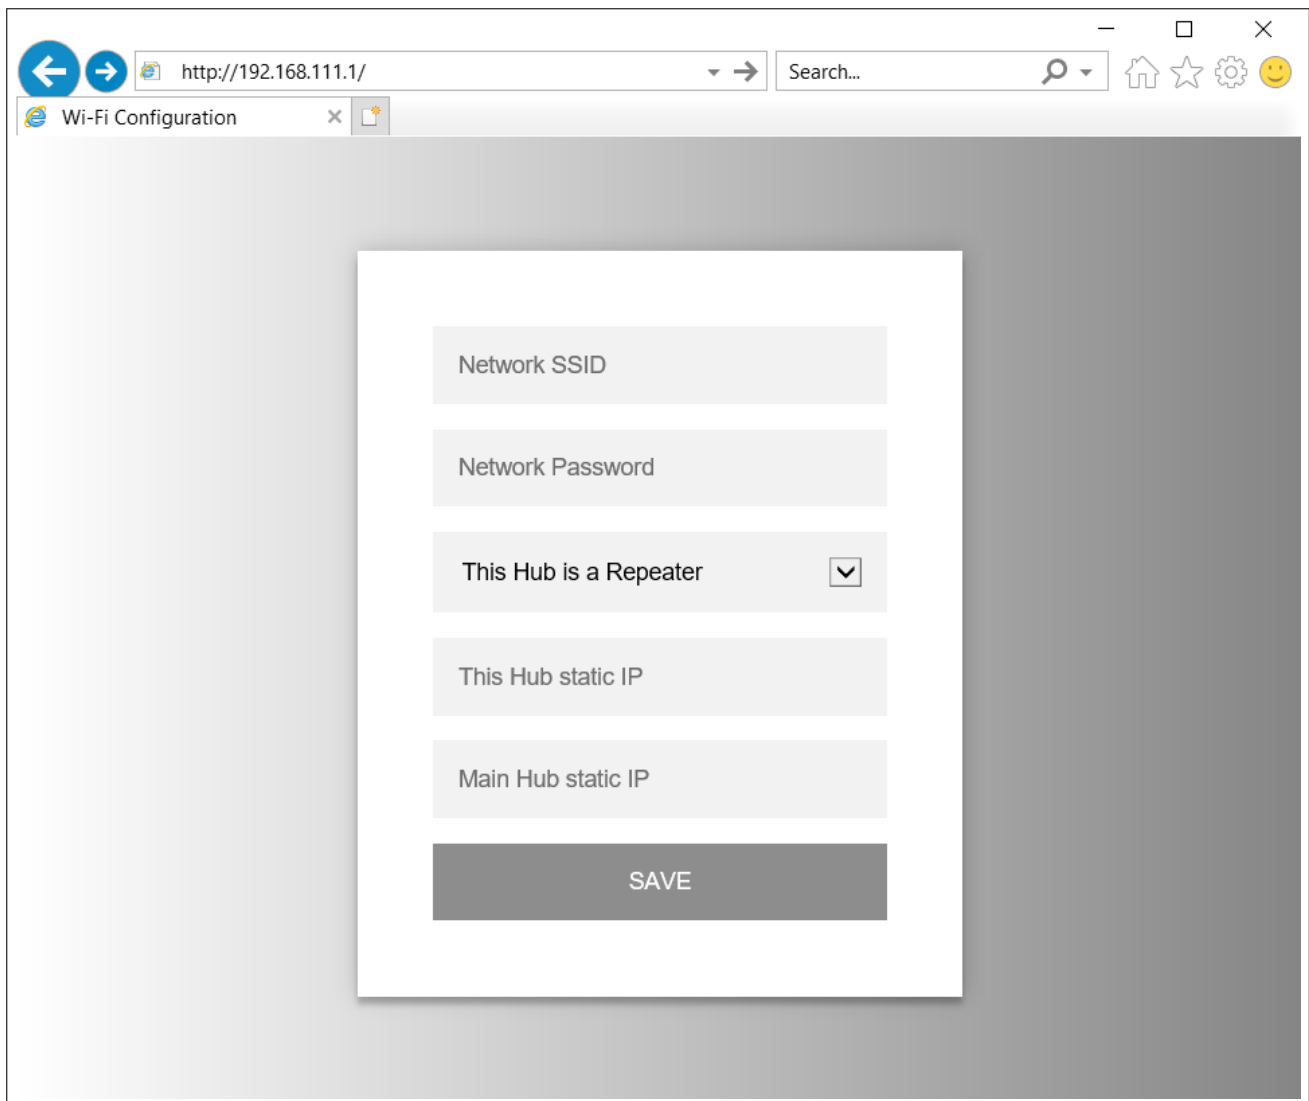 http://192.168.111.1/
Search...
Wi-Fi Configuration
Network SSID
Network Password
This Hub is a Repeater
This Hub static IP
Main Hub static IP
SAVE